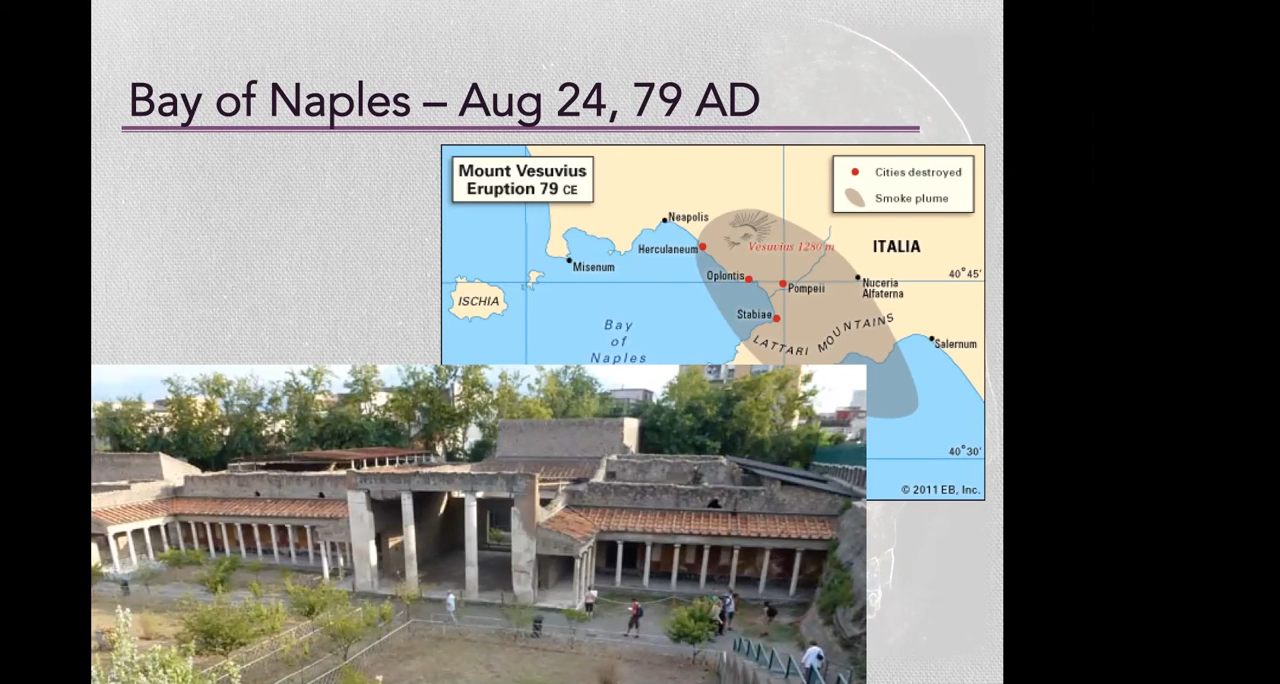 Bay of Naples – Aug 24, 79 AD
Mount Vesuvius
Eruption 79 CE
Cities destroyed
Smoke plume
Neapolis
Herculaneum
Vesuvius 1280 m
ITALIA
Misenum
Oplontis
Pompeii
Nuceria
Alfaterna
40°45'
ISCHIA
Stabiae
LATTARI MOUNTAINS
Bay
of
Naples
Salernum
40°30'
© 2011 EB, Inc.